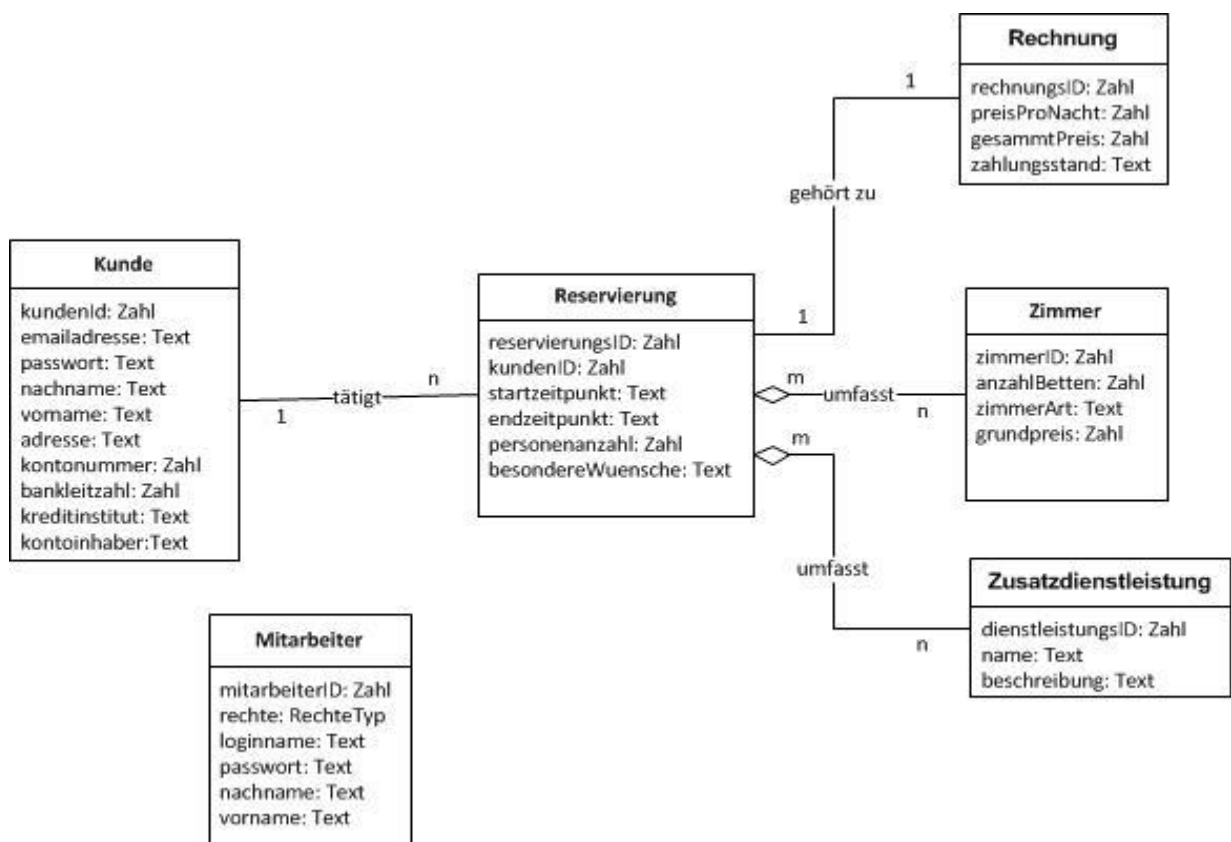 Rechnung
rechnungsID: Zahl
preisProNacht: Zahl
gesammtPreis: Zahl
zahlungsstand: Text
1
gehört zu
1
Kunde
kundenId: Zahl
emailadresse: Text
passwort: Text
nachname: Text
vorname: Text
adresse: Text
kontonummer: Zahl
bankleitzahl: Zahl
kreditinstitut: Text
kontoinhaber:Text
1
tätigt
n
Reservierung
reservierungsID: Zahl
kundenID: Zahl
startzeitpunkt: Text
endzeitpunkt: Text
personenanzahl: Zahl
besondereWuensche: Text
m
umfasst
n
Zimmer
zimmerID: Zahl
anzahlBetten: Zahl
zimmerArt: Text
grundpreis: Zahl
m
umfasst
n
Zusatzdienstleistung
dienstleistungsID: Zahl
name: Text
beschreibung: Text
Mitarbeiter
mitarbeiterID: Zahl
rechte: RechteTyp
loginname: Text
passwort: Text
nachname: Text
vorname: Text